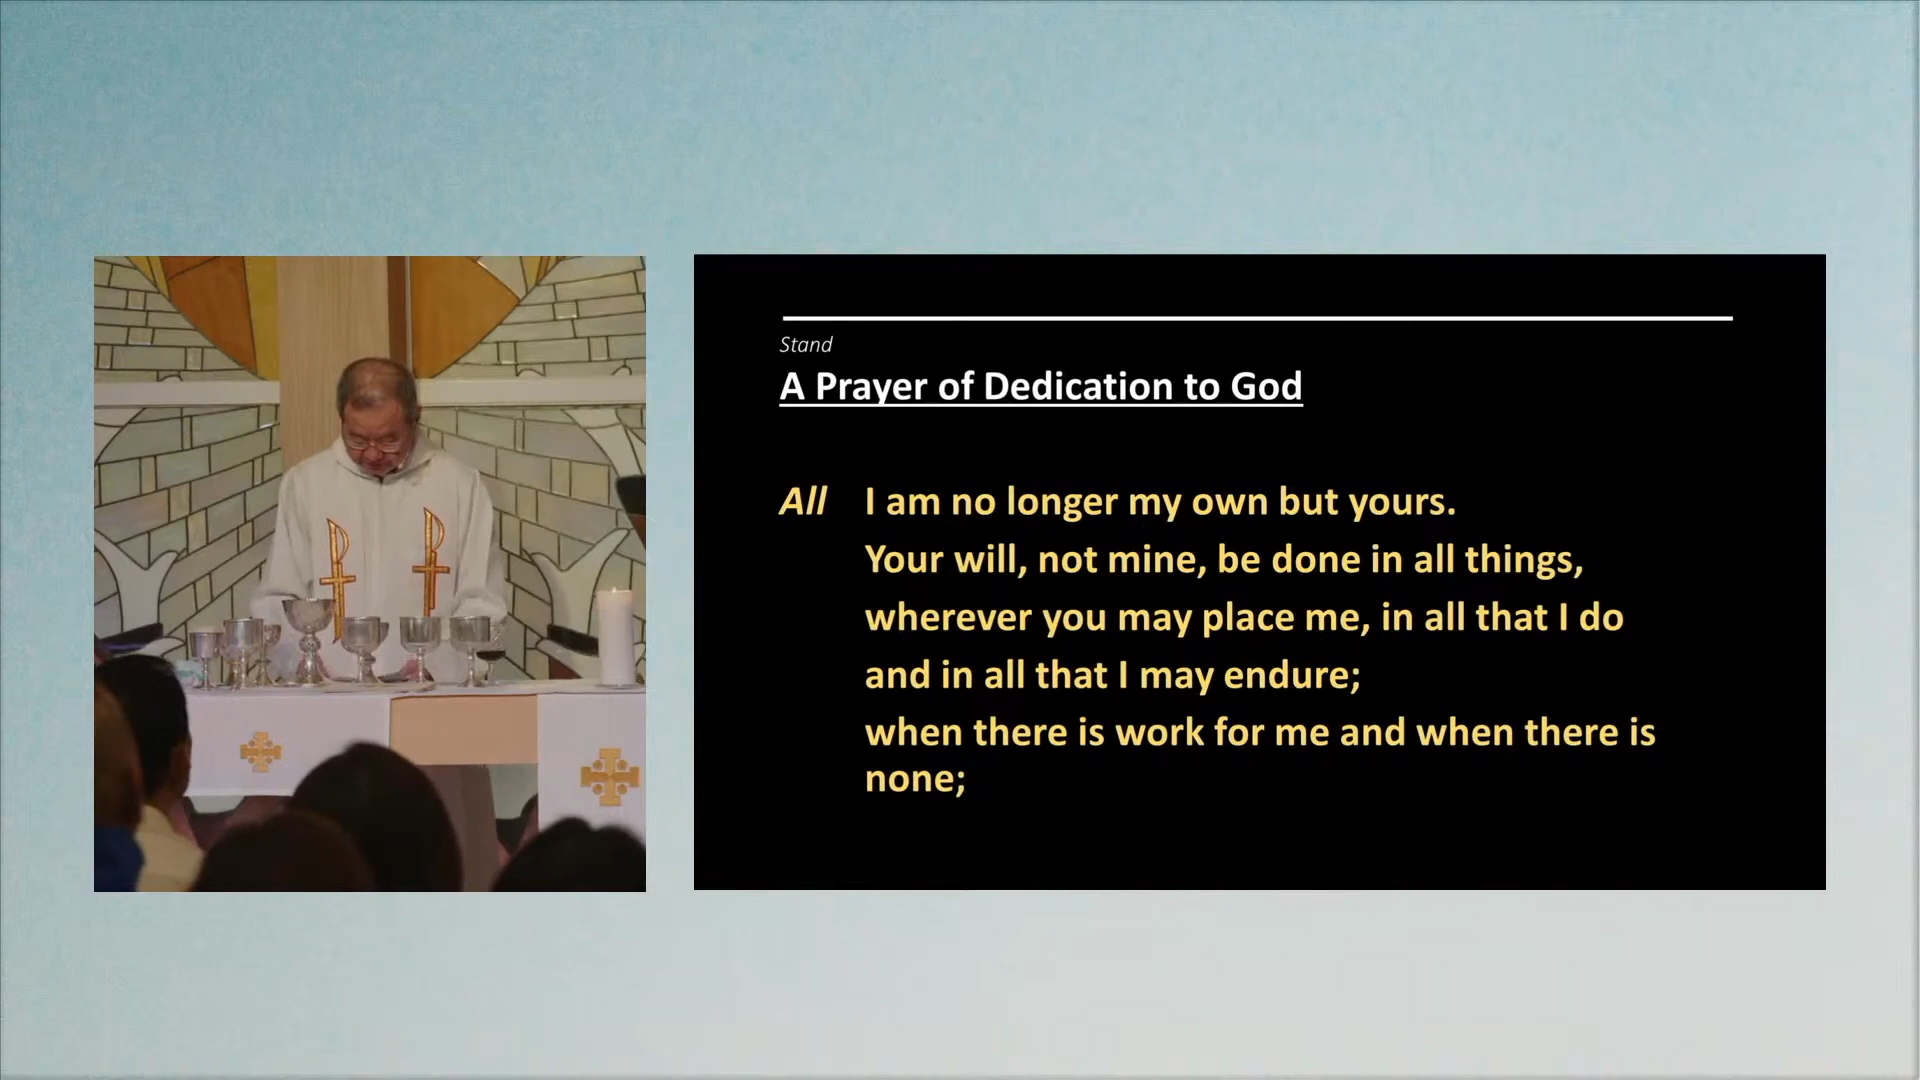 Stand
A Prayer of Dedication to God
All I am no longer my own but yours.
Your will, not mine, be done in all things,
wherever you may place me, in all that I do
and in all that I may endure;
when there is work for me and when there is
none;